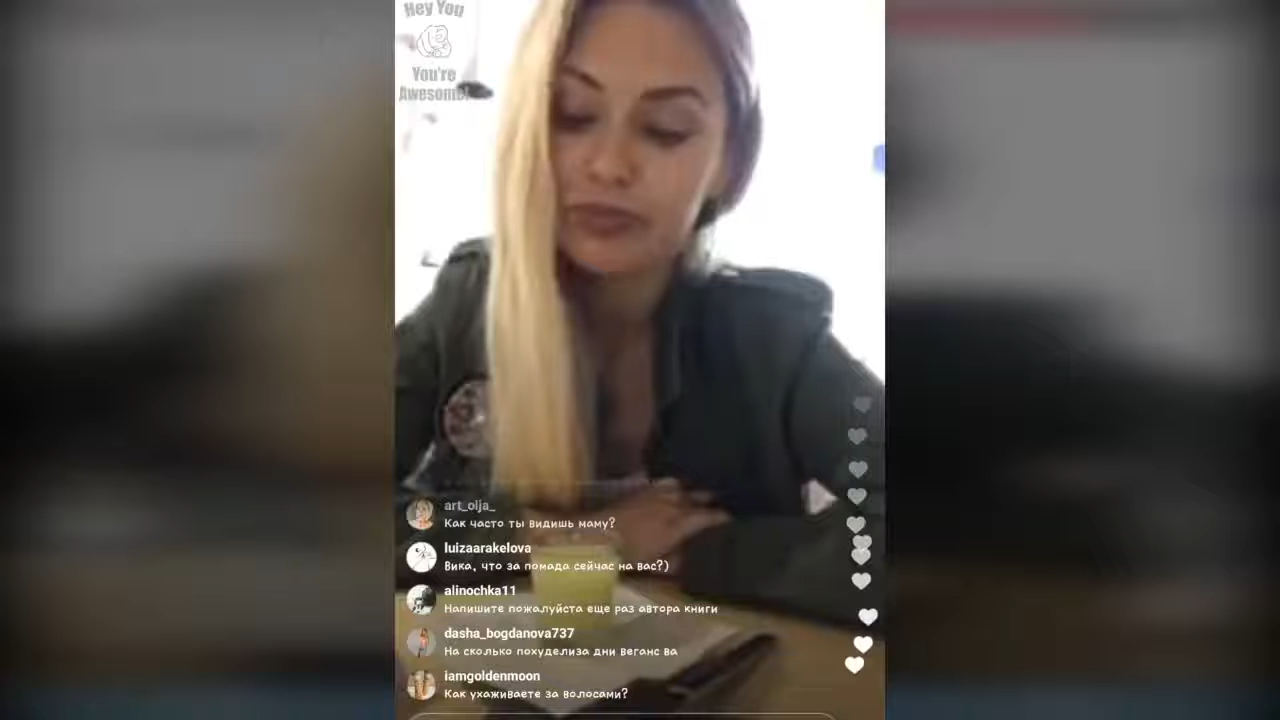 Hey You
You're
Awesome!
art_olja_
Как часто ты видишь маму?
luizaarakelova
Вика, что за помада сейчас на вас?)
alinochka11
Напишите пожалуйста еще раз автора книги
dasha_bogdanova737
На сколько похуделиза дни веганс ва
iamgoldenmoon
Как ухаживаете за волосами?